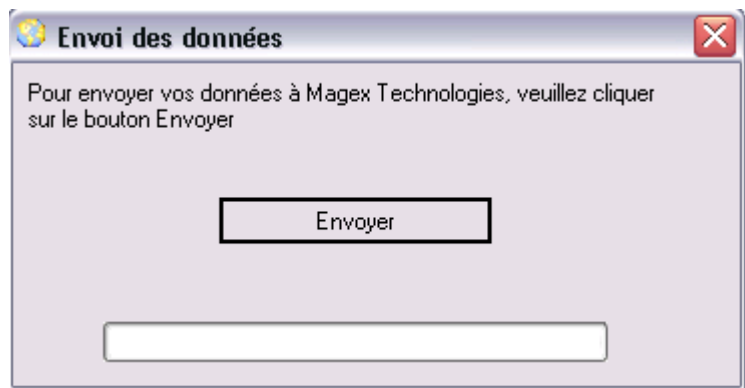 Envoi des données
Pour envoyer vos données à Magex Technologies, veuillez cliquer
sur le bouton Envoyer
Envoyer